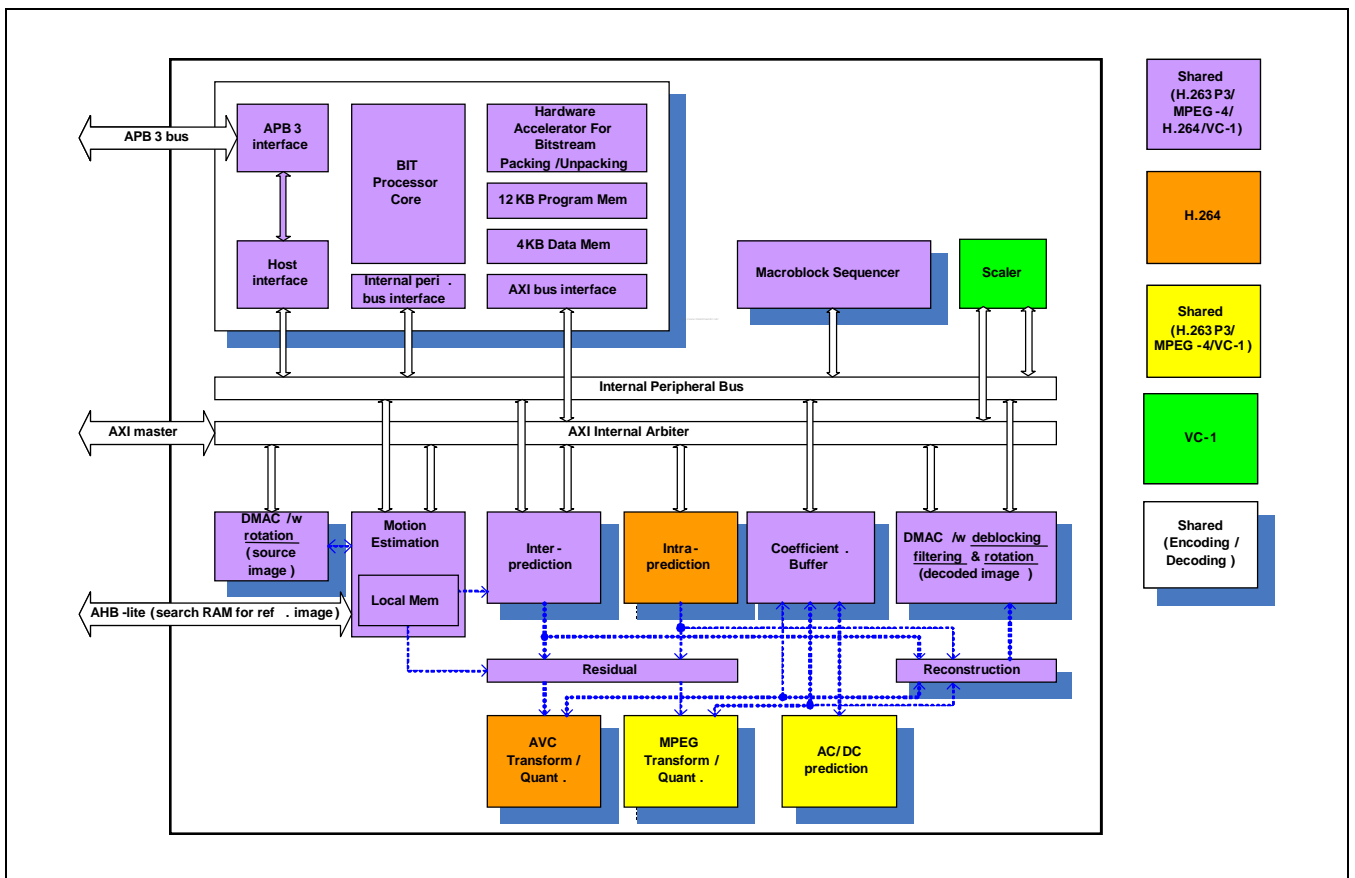 APB 3 bus
APB 3
interface
BIT
Processor
Core
Hardware
Accelerator For
Bitstream
Packing /Unpacking
12 KB Program Mem
4KB Data Mem
Host
interface
Internal peri .
bus interface
AXI bus interface
Macroblock Sequencer
Scaler
Internal Peripheral Bus
AXI master
AXI Internal Arbiter
DMAC /w
rotation
(source
image )
Motion
Estimation
Local Mem
Inter-
prediction
Intra-
prediction
Coefficient .
Buffer
DMAC /w deblocking
filtering & rotation
(decoded image )
AHB -lite (search RAM for ref . image)
Residual
Reconstruction
AVC
Transform /
Quant .
MPEG
Transform /
Quant .
AC/DC
prediction
Shared
(H.263 P3/
MPEG -4/
H.264 /VC-1)
H.264
Shared
(H.263 P3/
MPEG -4/VC-1)
VC-1
Shared
(Encoding /
Decoding )